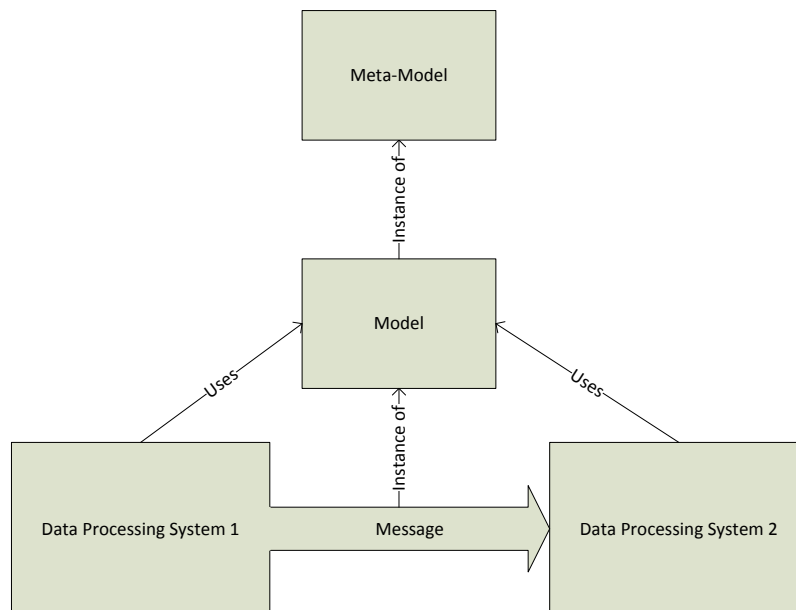 Meta-Model
Instance of
Model
Uses
Uses
Instance of
Data Processing System 1
Message
Data Processing System 2